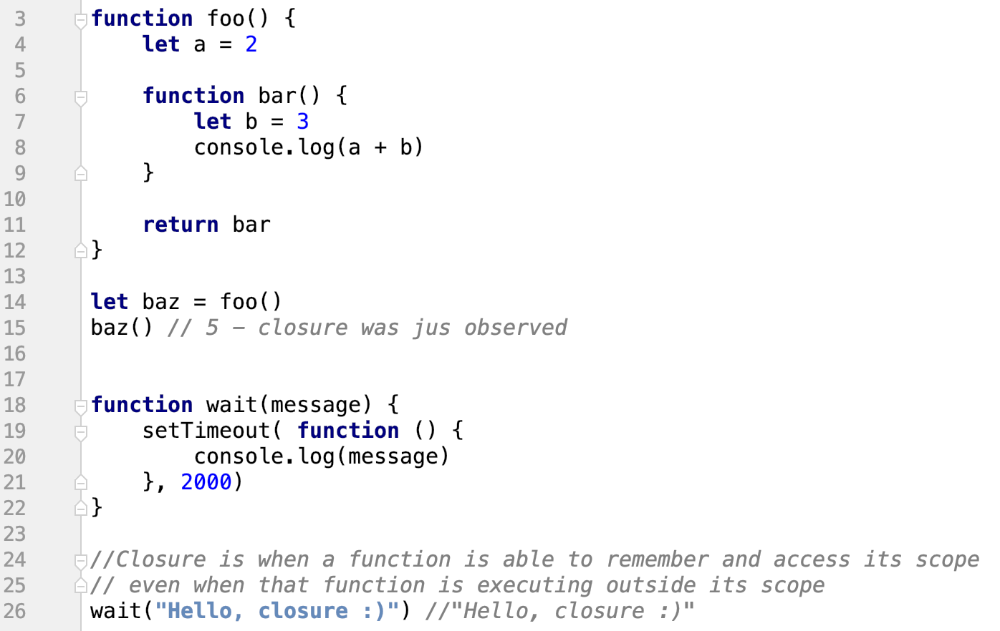 3 function foo() {
4     let a = 2
5
6     function bar() {
7         let b = 3
8         console.log(a + b)
9     }
10
11     return bar
12 }
13
14 let baz = foo()
15 baz() // 5 – closure was jus observed
16
17
18 function wait(message) {
19     setTimeout( function () {
20         console.log(message)
21     }, 2000)
22 }
23
24 //Closure is when a function is able to remember and access its scope
25 // even when that function is executing outside its scope
26 wait("Hello, closure :)") //"Hello, closure :)"